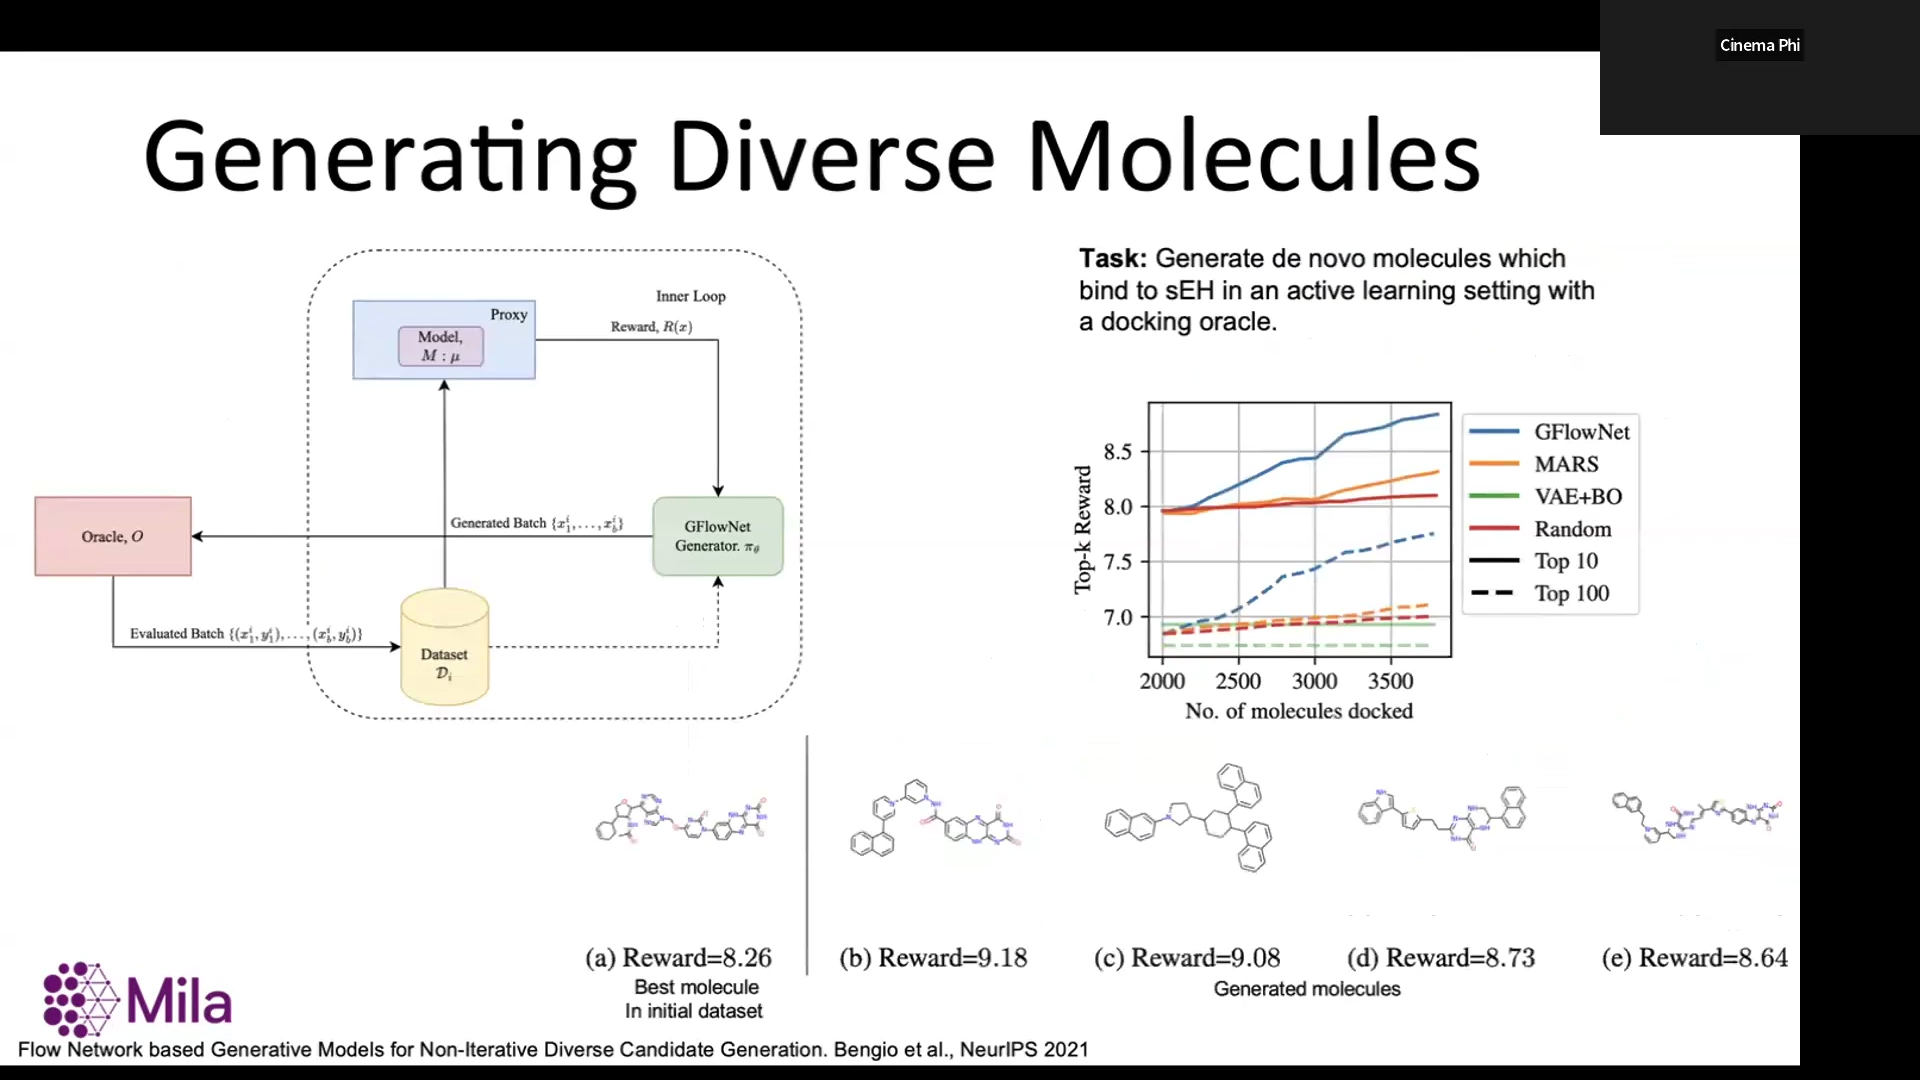 Cinema Phi
Generating Diverse Molecules
Inner Loop
Proxy
Model,
M : μ
Reward, R(x)
Oracle, O
Generated Batch {x₁ⁱ, . . . , x_bⁱ}
GFlowNet
Generator. π_θ
Evaluated Batch {(x₁ⁱ, y₁ⁱ), . . . , (x_bⁱ, y_bⁱ)}
Dataset
𝒟ᵢ
Task: Generate de novo molecules which
bind to sEH in an active learning setting with
a docking oracle.
Top-k Reward
8.5
8.0
7.5
7.0
2000 2500 3000 3500
No. of molecules docked
GFlowNet
MARS
VAE+BO
Random
Top 10
Top 100
(a) Reward=8.26
Best molecule
In initial dataset
(b) Reward=9.18
(c) Reward=9.08
(d) Reward=8.73
(e) Reward=8.64
Generated molecules
Mila
Flow Network based Generative Models for Non-Iterative Diverse Candidate Generation. Bengio et al., NeurIPS 2021